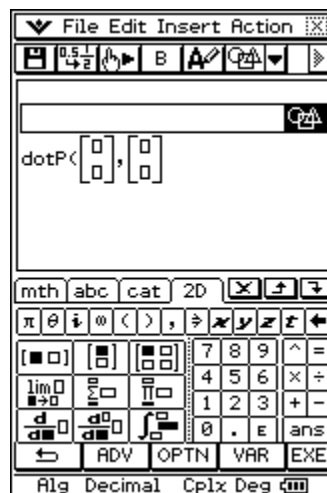 File Edit Insert Action
0.5 1 2 B A
dotP([□ □],[□ □]
mth abc cat 2D
π θ i ∞ ( ) , ⇒ x y z t ←
[■□] 7 8 9 ^ =
lim□ ■→□ Σ□ Π□ 4 5 6 × ÷
1 2 3 + -
d/d■□ d□/d■□ ∫□ 0 . E ans
ADV OPTN VAR EXE
Alg Decimal Cplx Deg